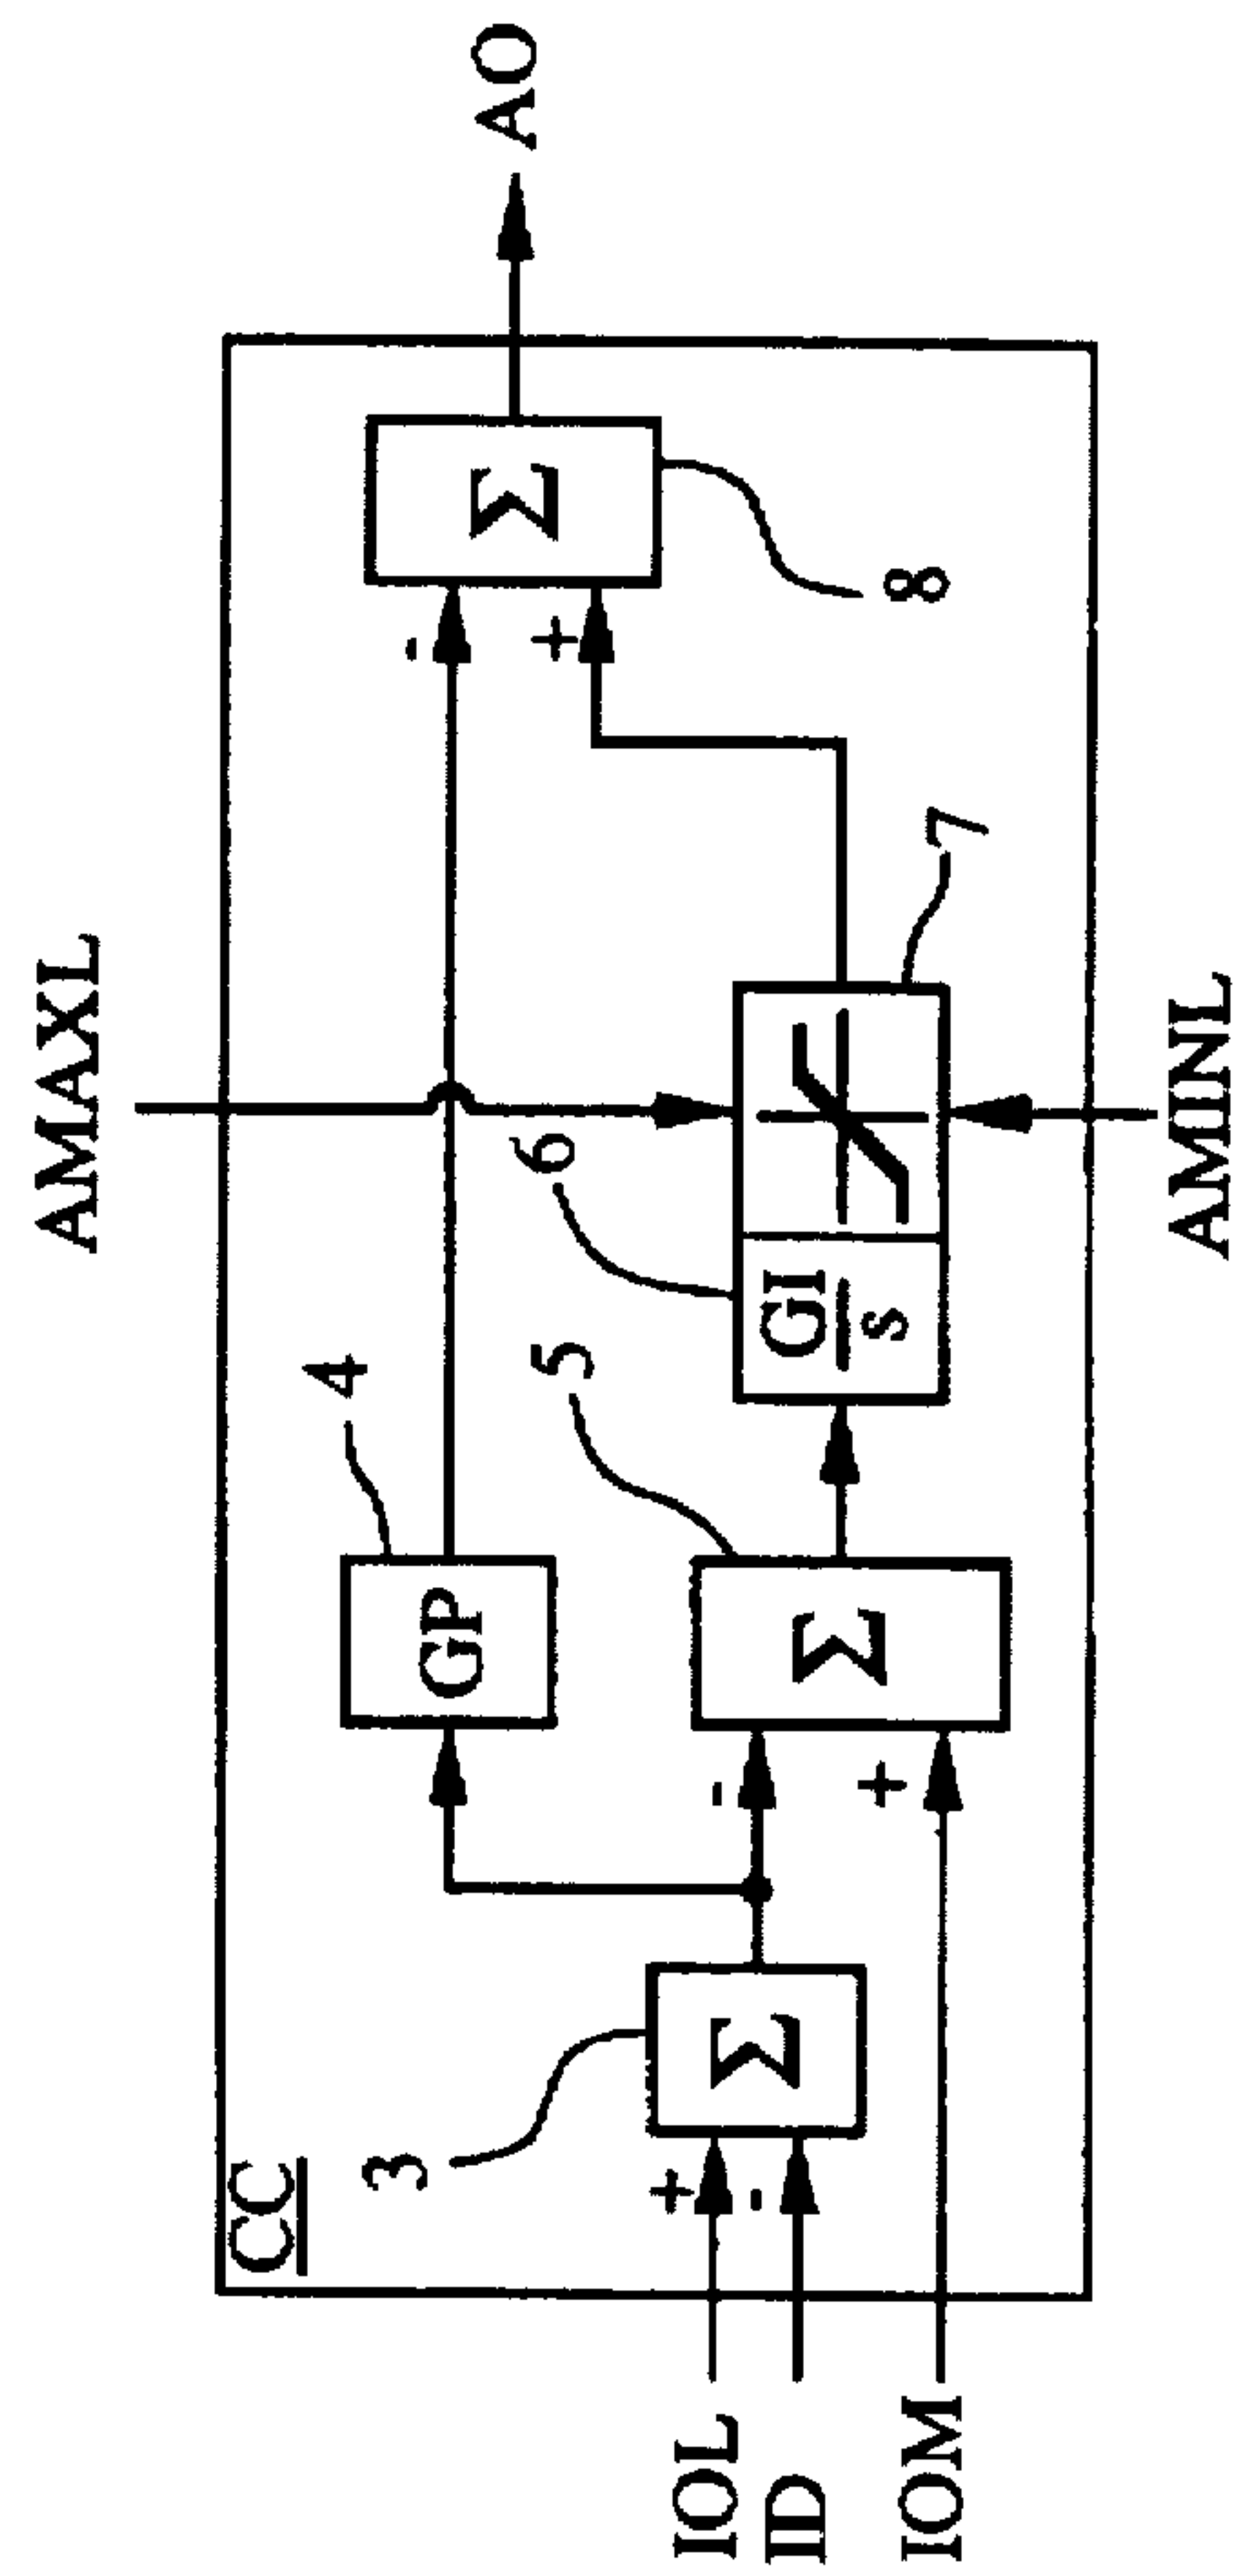 AMAXL
CC
4
GP
-
Σ
AO
6
5
3
IOL
+
ID
-
Σ
-
+
Σ
GI
s
7
+
8
IOM
AMINL